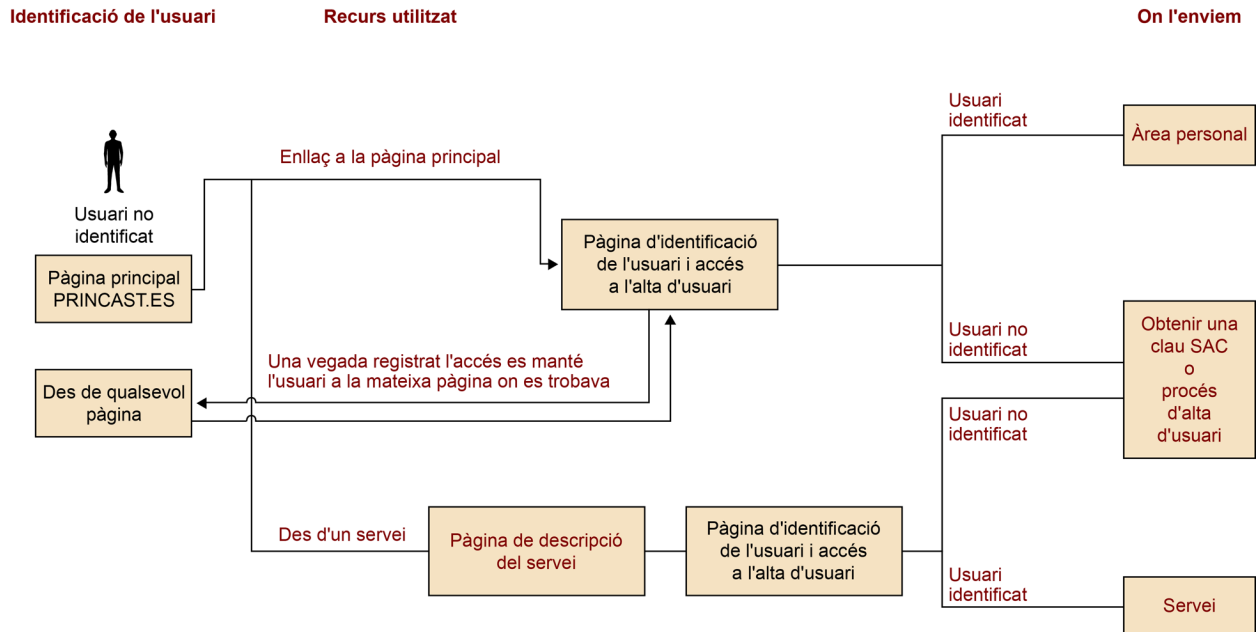 Identificació de l'usuari
Recurs utilitzat
On l'enviem
Usuari
identificat
Àrea personal
Enllaç a la pàgina principal
Usuari no
identificat
Pàgina principal
PRINCAST.ES
Pàgina d'identificació
de l'usuari i accés
a l'alta d'usuari
Usuari no
identificat
Obtenir una
clau SAC
o
procés
d'alta
d'usuari
Una vegada registrat l'accés es manté
l'usuari a la mateixa pàgina on es trobava
Des de qualsevol
pàgina
Usuari no
identificat
Des d'un servei
Pàgina de descripció
del servei
Pàgina d'identificació
de l'usuari i accés
a l'alta d'usuari
Usuari
identificat
Servei